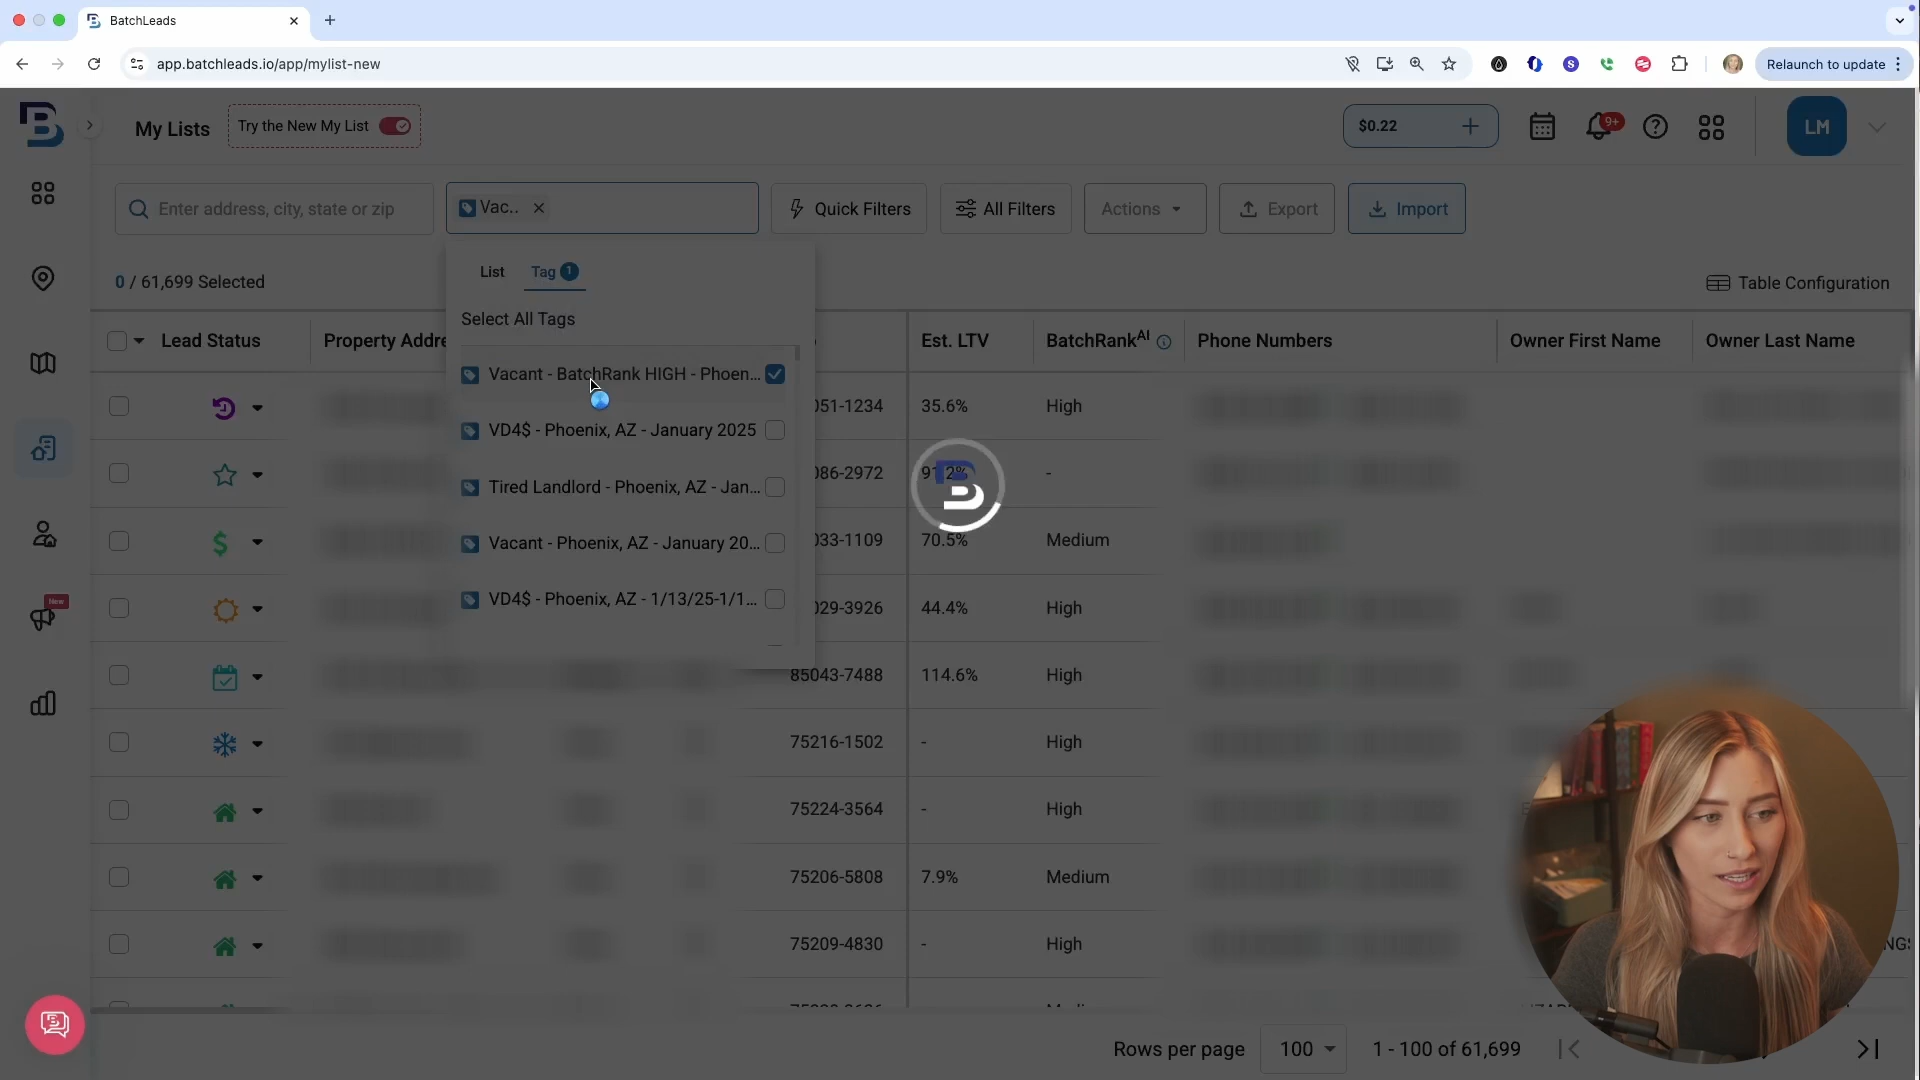 BatchLeads
app.batchleads.io/app/mylist-new
Relaunch to update
My Lists
Try the New My List
$0.22
9+
LM
Enter address, city, state or zip
Vac..
Quick Filters
All Filters
Actions
Export
Import
0 / 61,699 Selected
List
Tag 1
Table Configuration
Select All Tags
Lead Status
Property Addre
Est. LTV
BatchRankAI
Phone Numbers
Owner First Name
Owner Last Name
Vacant - BatchRank HIGH - Phoen...
VD4$ - Phoenix, AZ - January 2025
Tired Landlord - Phoenix, AZ - Jan...
Vacant - Phoenix, AZ - January 20...
VD4$ - Phoenix, AZ - 1/13/25-1/1...
051-1234 35.6% High
086-2972 91.2% -
033-1109 70.5% Medium
029-3926 44.4% High
New
85043-7488 114.6% High
75216-1502 - High
75224-3564 - High
75206-5808 7.9% Medium
75209-4830 - High
Rows per page
100
1 - 100 of 61,699